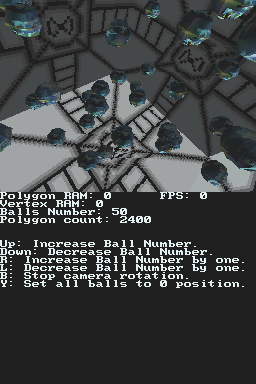 Polygon RAM: 0 FPS: 0
Vertex RAM: 0
Balls Number: 50
Polygon count: 2400
Up: Increase Ball Number.
Down: Decrease Ball Number.
R: Increase Ball Number by one.
L: Decrease Ball Number by one.
B: Stop camera rotation.
Y: Set all balls to 0 position.